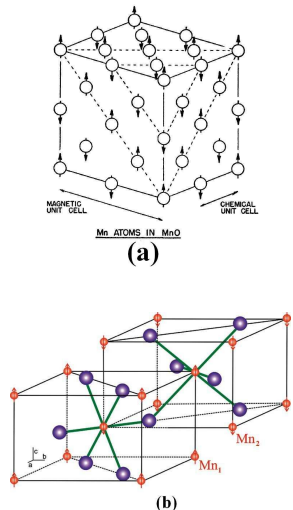 MAGNETIC
UNIT CELL
CHEMICAL
UNIT CELL
Mn ATOMS IN MnO
(a)
c
b
a
Mn1
Mn2
(b)